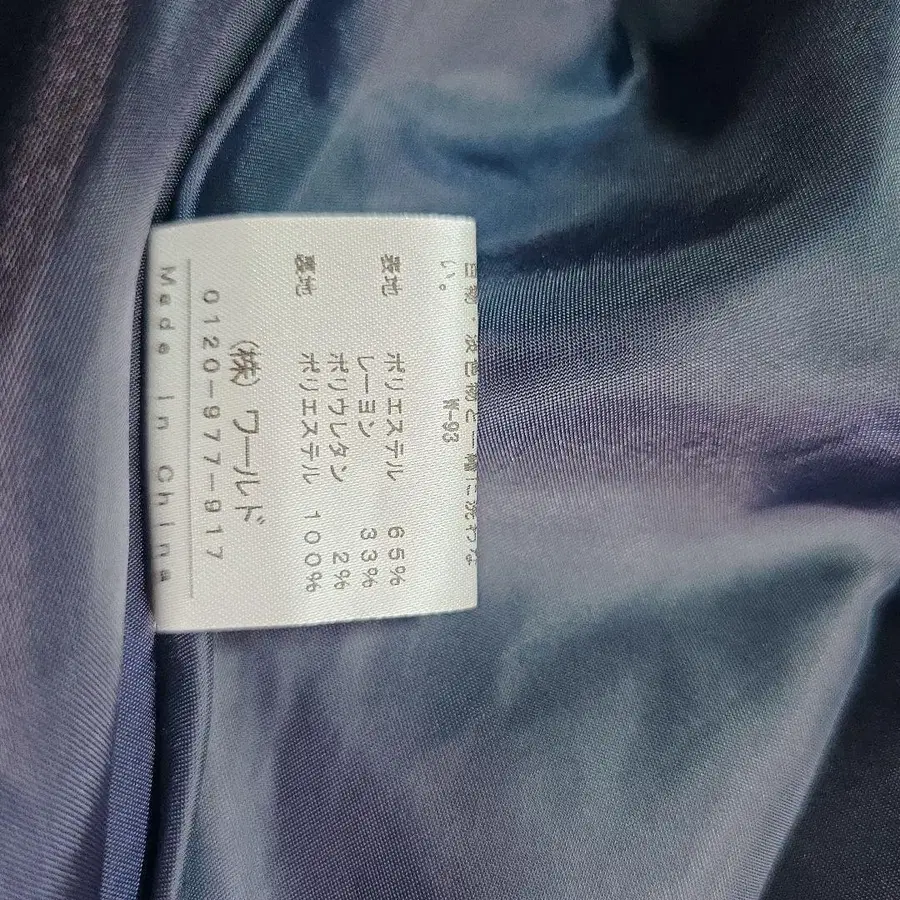 白物・淡色物と一緒に洗わな
い。
W-93
表地 ポリエステル 65%
レーヨン 33%
ポリウレタン 2%
裏地 ポリエステル 100%
(株)ワールド
0120-977-917
Made in China